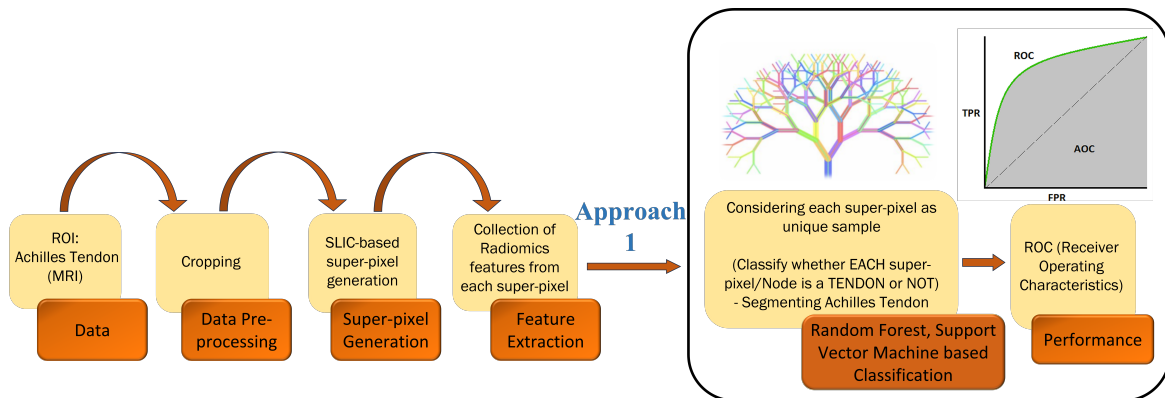 ROI:
Achilles Tendon
(MRI)
Data
Cropping
Data Pre-
processing
SLIC-based
super-pixel
generation
Super-pixel
Generation
Collection of
Radiomics
features from
each super-pixel
Feature
Extraction
Approach
1
Considering each super-pixel as
unique sample
(Classify whether EACH super-
pixel/Node is a TENDON or NOT)
- Segmenting Achilles Tendon
Random Forest, Support
Vector Machine based
Classification
ROC
TPR
AOC
FPR
ROC (Receiver
Operating
Characteristics)
Performance